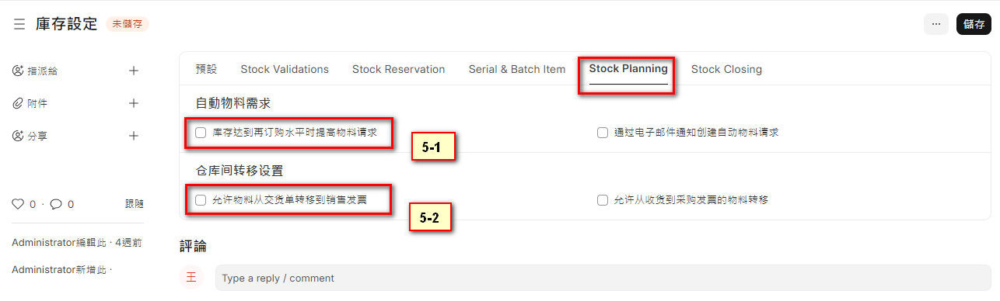 庫存設定 未儲存 ... 儲存
指派給
附件
分享
0 · 0 跟隨
Administrator編輯此 · 4週前
Administrator新增此 ·
預設 Stock Validations Stock Reservation Serial & Batch Item Stock Planning Stock Closing
自動物料需求
库存达到再订购水平时提高物料请求 通过电子邮件通知创建自动物料请求
5-1
仓库间转移设置
允许物料从交货单转移到销售发票 允许从收货到采购发票的物料转移
5-2
評論
王 Type a reply / comment